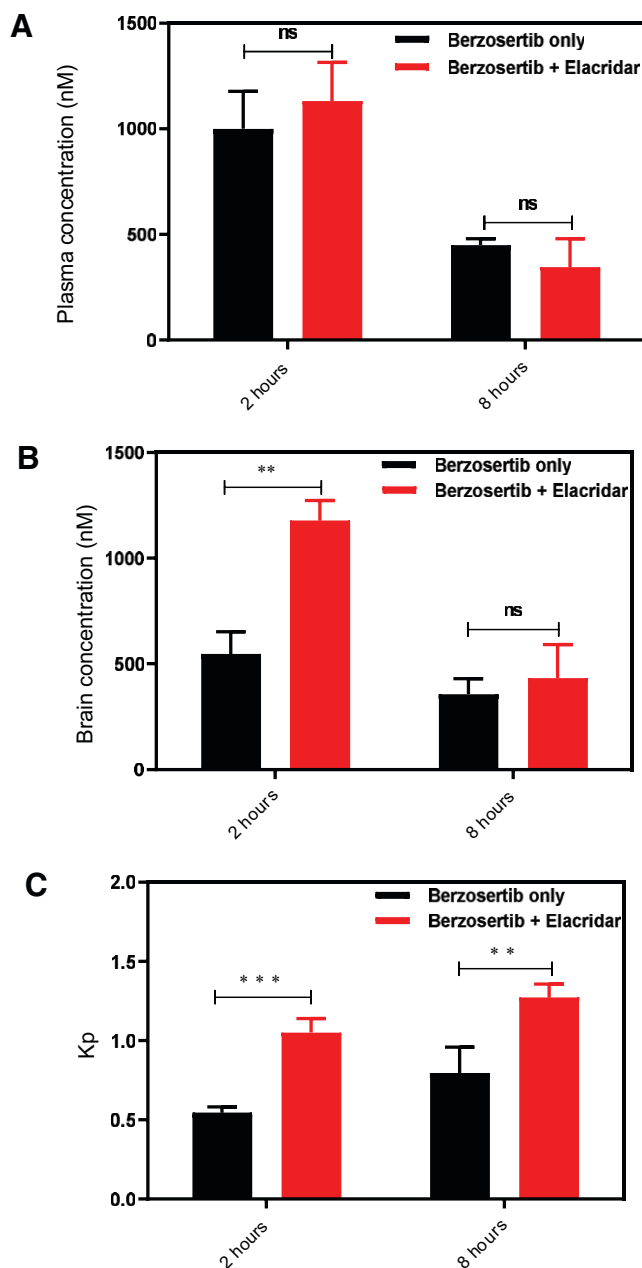 A
Plasma concentration (nM)
1500
1000
500
0
ns
ns
Berzosertib only
Berzosertib + Elacridar
2 hours
8 hours
B
Brain concentration (nM)
1500
1000
500
0
**
ns
Berzosertib only
Berzosertib + Elacridar
2 hours
8 hours
C
Kp
2.0
1.5
1.0
0.5
0.0
* * *
* *
Berzosertib only
Berzosertib + Elacridar
2 hours
8 hours